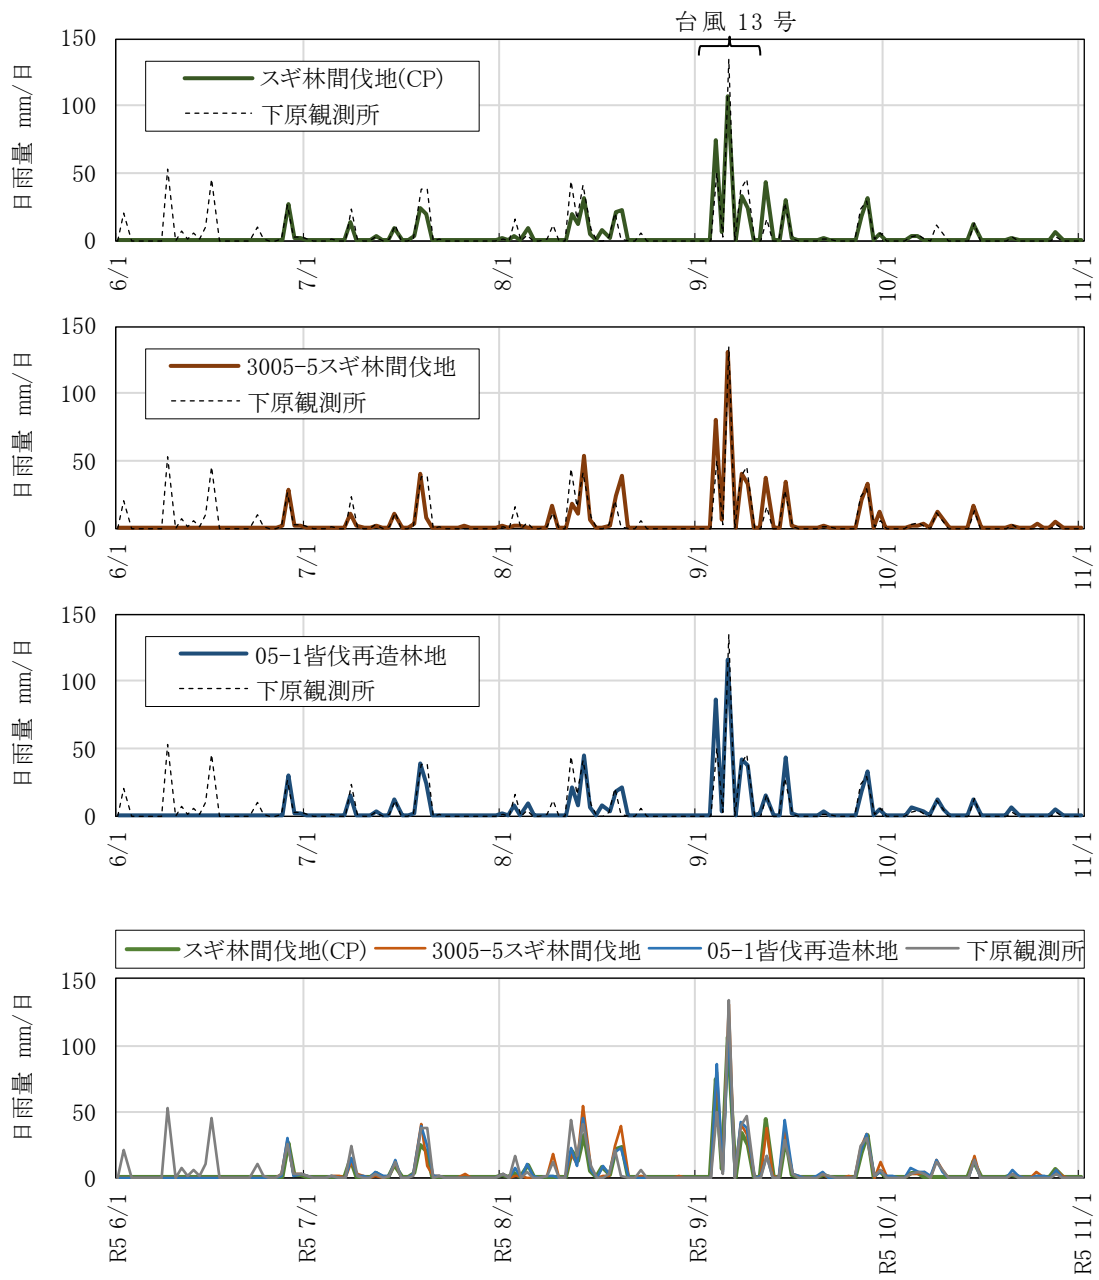 台風 13 号
日雨量 mm/日
150
100
50
0
スギ林間伐地(CP)
下原観測所
6/1
7/1
8/1
9/1
10/1
11/1
日雨量 mm/日
150
100
50
0
3005-5スギ林間伐地
下原観測所
6/1
7/1
8/1
9/1
10/1
11/1
日雨量 mm/日
150
100
50
0
05-1皆伐再造林地
下原観測所
6/1
7/1
8/1
9/1
10/1
11/1
スギ林間伐地(CP) 3005-5スギ林間伐地 05-1皆伐再造林地 下原観測所
日雨量 mm/日
150
100
50
0
R5 6/1
R5 7/1
R5 8/1
R5 9/1
R5 10/1
R5 11/1